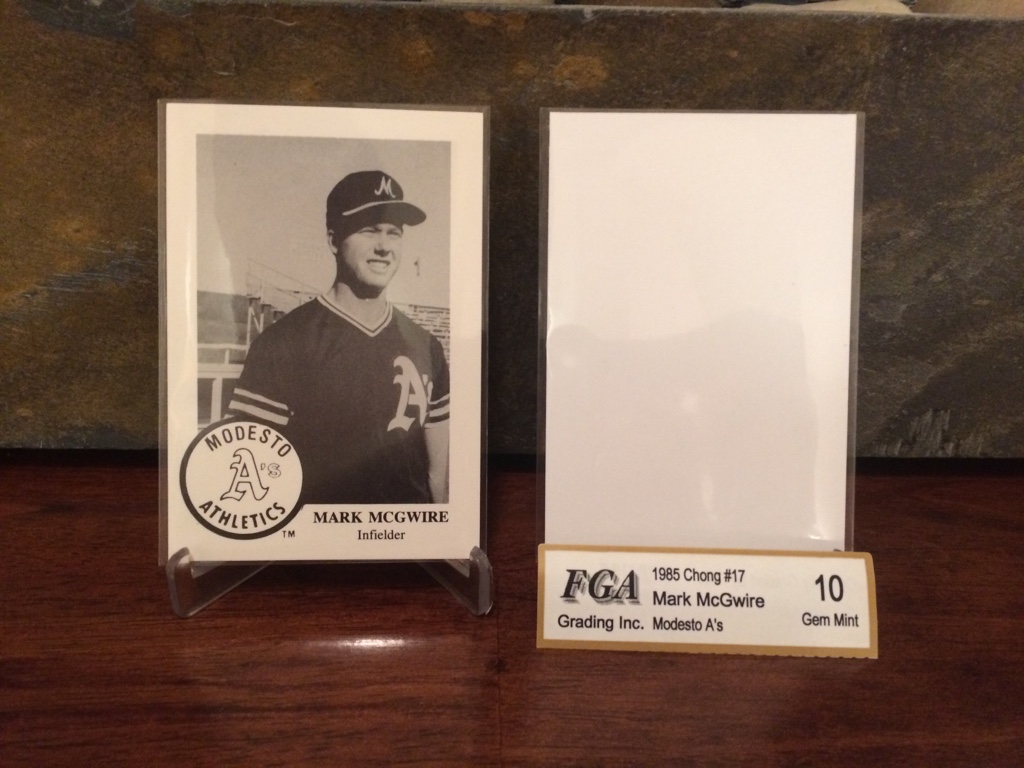 M
A's
MODESTO
A's
ATHLETICS
TM
MARK MCGWIRE
Infielder
FGA
Grading Inc.
1985 Chong #17
Mark McGwire
Modesto A's
10
Gem Mint